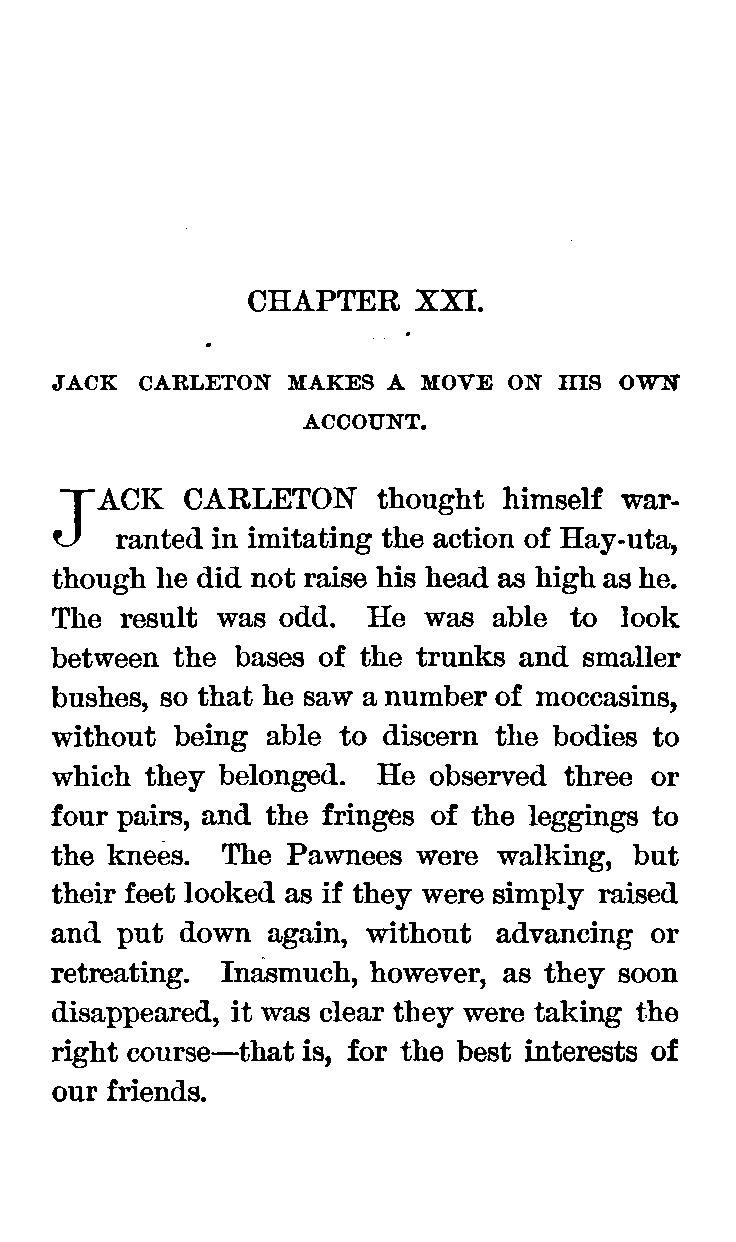 CHAPTER XXI.
JACK CARLETON MAKES A MOVE ON HIS OWN
ACCOUNT.
JACK CARLETON thought himself war-
ranted in imitating the action of Hay-uta,
though he did not raise his head as high as he.
The result was odd. He was able to look
between the bases of the trunks and smaller
bushes, so that he saw a number of moccasins,
without being able to discern the bodies to
which they belonged. He observed three or
four pairs, and the fringes of the leggings to
the knees. The Pawnees were walking, but
their feet looked as if they were simply raised
and put down again, without advancing or
retreating. Inasmuch, however, as they soon
disappeared, it was clear they were taking the
right course—that is, for the best interests of
our friends.